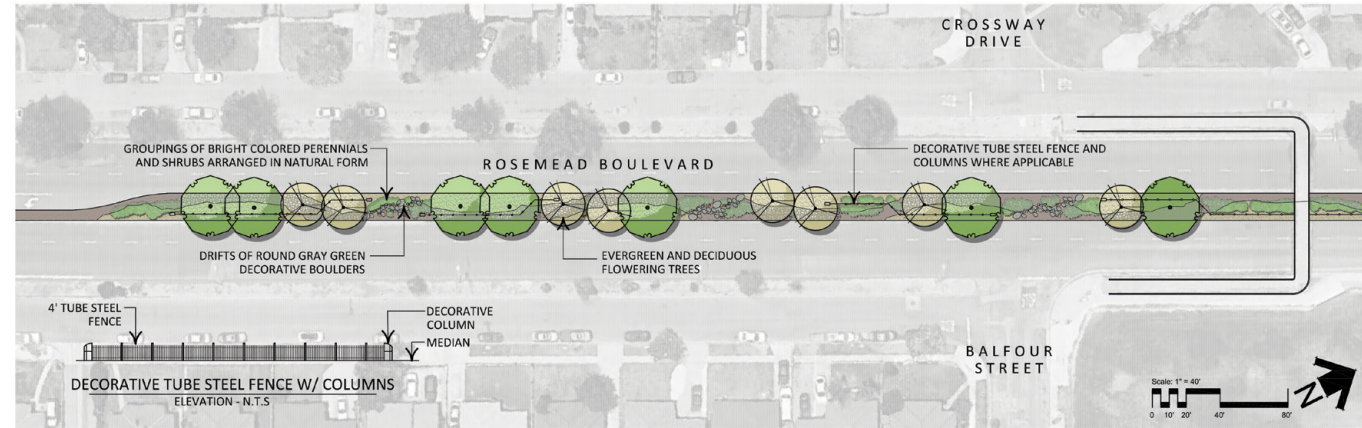 CROSSWAY
DRIVE
GROUPINGS OF BRIGHT COLORED PERENNIALS
AND SHRUBS ARRANGED IN NATURAL FORM
ROSEMEAD BOULEVARD
DECORATIVE TUBE STEEL FENCE AND
COLUMNS WHERE APPLICABLE
DRIFTS OF ROUND GRAY GREEN
DECORATIVE BOULDERS
EVERGREEN AND DECIDUOUS
FLOWERING TREES
4' TUBE STEEL
FENCE
DECORATIVE
COLUMN
MEDIAN
DECORATIVE TUBE STEEL FENCE W/ COLUMNS
ELEVATION - N.T.S
BALFOUR
STREET
Scale: 1" = 40'
0 10' 20' 40' 80'
N